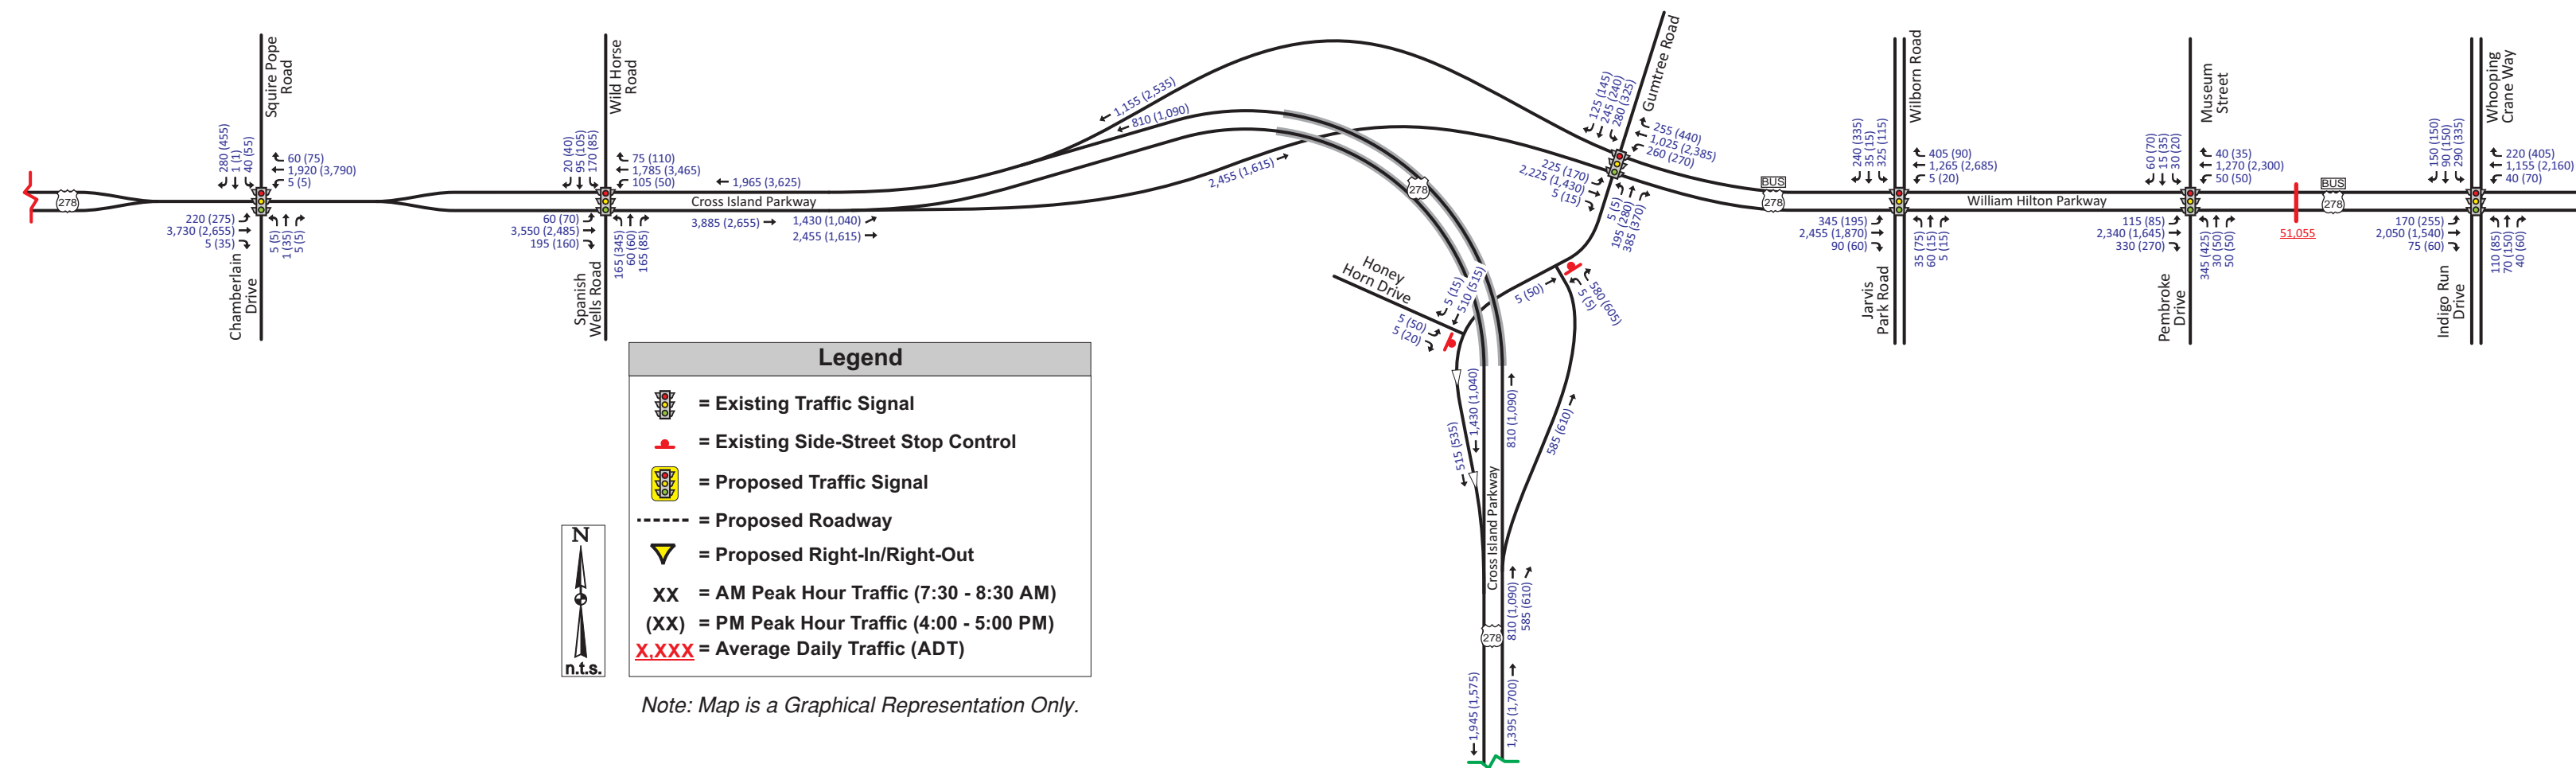 Squire Pope
Road
280 (455)
1 (1)
40 (55)
60 (75)
1,920 (3,790)
5 (5)
278
220 (275)
3,730 (2,655)
5 (35)
5 (5)
1 (35)
5 (5)
Chamberlain
Drive
Wild Horse
Road
20 (40)
95 (105)
170 (85)
75 (110)
1,785 (3,465)
105 (50)
60 (70)
3,550 (2,485)
195 (160)
165 (345)
60 (60)
165 (85)
Spanish
Wells Road
1,965 (3,625)
Cross Island Parkway
3,885 (2,655)
1,430 (1,040)
2,455 (1,615)
1,155 (2,535)
810 (1,090)
2,455 (1,615)
278
Gumtree Road
125 (145)
245 (240)
280 (325)
255 (440)
1,025 (2,385)
260 (270)
225 (170)
2,225 (1,430)
5 (15)
5 (5)
195 (280)
385 (370)
Honey
Horn Drive
5 (15)
510 (515)
5 (50)
5 (20)
5 (50)
580 (605)
5 (5)
515 (535)
1,430 (1,040)
810 (1,090)
585 (610)
Cross Island Parkway
810 (1,090)
585 (610)
278
1,945 (1,575)
1,395 (1,700)
BUS
278
Wilborn Road
240 (335)
35 (15)
325 (115)
405 (90)
1,265 (2,685)
5 (20)
345 (195)
2,455 (1,870)
90 (60)
35 (75)
60 (15)
5 (15)
Jarvis
Park Road
William Hilton Parkway
Museum
Street
60 (70)
15 (35)
30 (20)
40 (35)
1,270 (2,300)
50 (50)
115 (85)
2,340 (1,645)
330 (270)
345 (425)
30 (50)
50 (50)
Pembroke
Drive
51,055
BUS
278
Whooping
Crane Way
150 (150)
90 (150)
290 (335)
220 (405)
1,155 (2,160)
40 (70)
170 (255)
2,050 (1,540)
75 (60)
110 (85)
70 (150)
40 (60)
Indigo Run
Drive
Legend
= Existing Traffic Signal
= Existing Side-Street Stop Control
= Proposed Traffic Signal
= Proposed Roadway
= Proposed Right-In/Right-Out
XX = AM Peak Hour Traffic (7:30 - 8:30 AM)
(XX) = PM Peak Hour Traffic (4:00 - 5:00 PM)
X,XXX = Average Daily Traffic (ADT)
N
n.t.s.
Note: Map is a Graphical Representation Only.